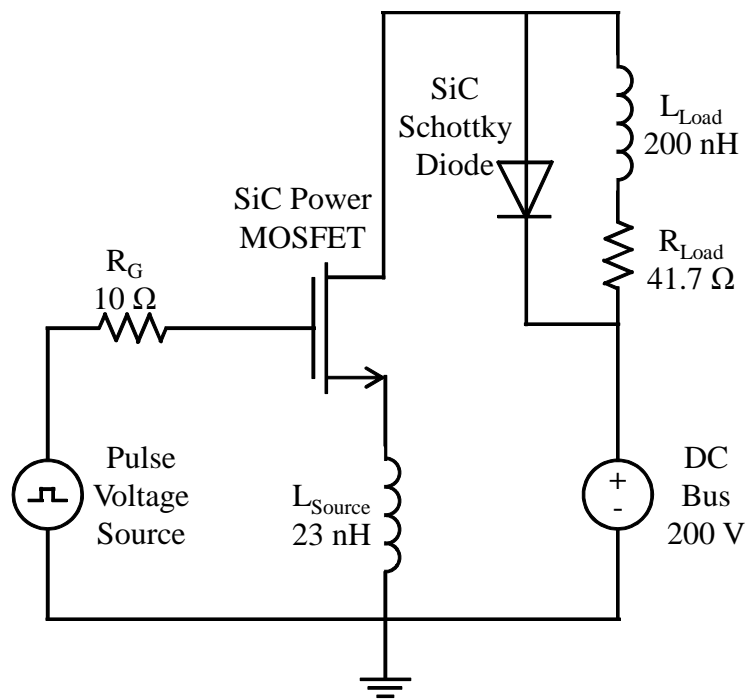 SiC
Schottky
Diode
L_Load
200 nH
SiC Power
MOSFET
R_Load
41.7 Ω
R_G
10 Ω
Pulse
Voltage
Source
L_Source
23 nH
+
-
DC
Bus
200 V